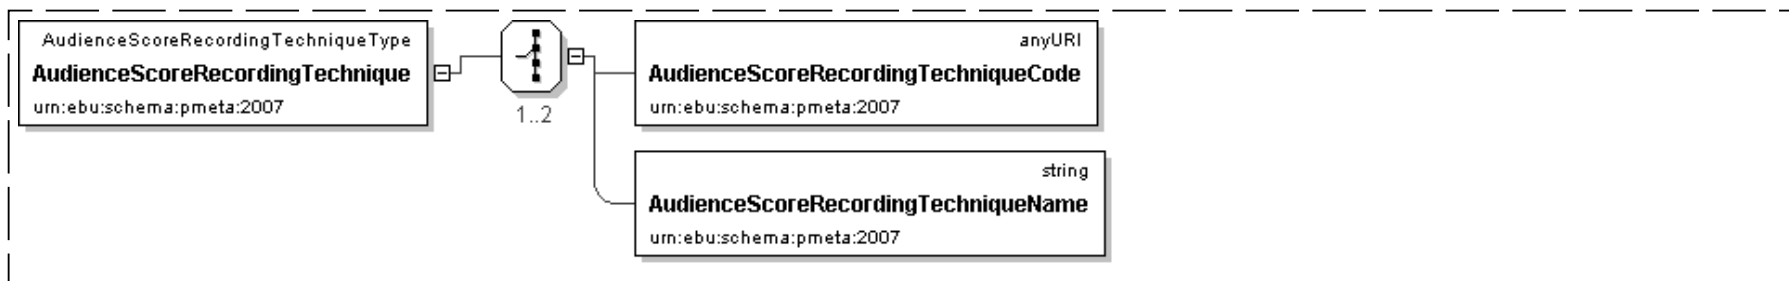 AudienceScoreRecordingTechniqueType
AudienceScoreRecordingTechnique
urn:ebu:schema:pmeta:2007
1..2
anyURI
AudienceScoreRecordingTechniqueCode
urn:ebu:schema:pmeta:2007
string
AudienceScoreRecordingTechniqueName
urn:ebu:schema:pmeta:2007